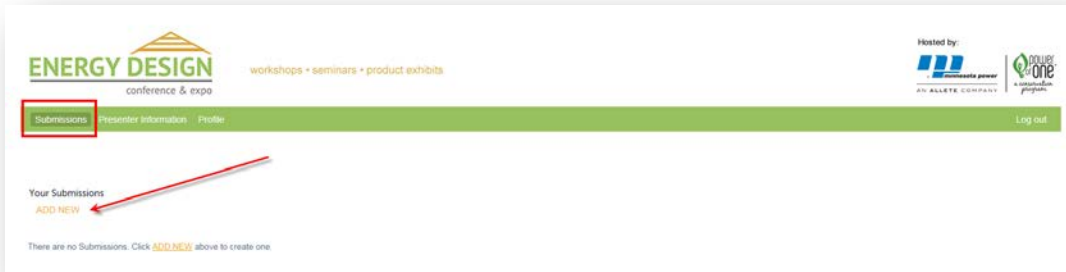 ENERGY DESIGN
conference & expo
workshops • seminars • product exhibits
Hosted by:
minnesota power
AN ALLETE COMPANY
power
of one
a conservation
program
Submissions Presenter Information Profile Log out
Your Submissions
ADD NEW
There are no Submissions. Click ADD NEW above to create one